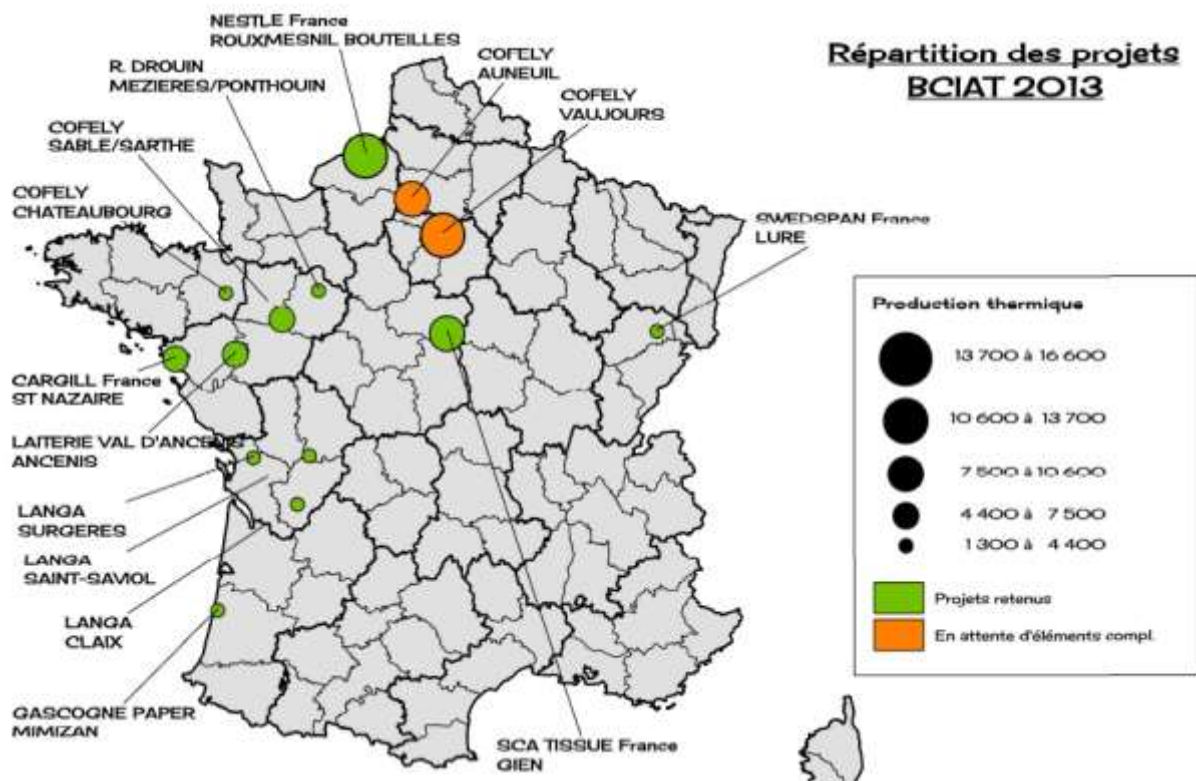 NESTLE France
ROUXMESNIL BOUTEILLES
R. DROUIN
MEZIERES/PONTHOUIN
COFELY
AUNEUIL
COFELY
VAUJOURS
COFELY
SABLE/SARTHE
COFELY
CHATEAUBOURG
SWEDSPAN France
LURE
CARGILL France
ST NAZAIRE
LAITERIE VAL D'ANCENIS
ANCENIS
LANGA
SURGERES
LANGA
SAINT-SAVIOL
LANGA
CLAIX
GASCOGNE PAPER
MIMIZAN
SCA TISSUE France
GIEN
Répartition des projets
BCIAT 2013
Production thermique
13 700 à 16 600
10 600 à 13 700
7 500 à 10 600
4 400 à 7 500
1 300 à 4 400
Projets retenus
En attente d'éléments compl.